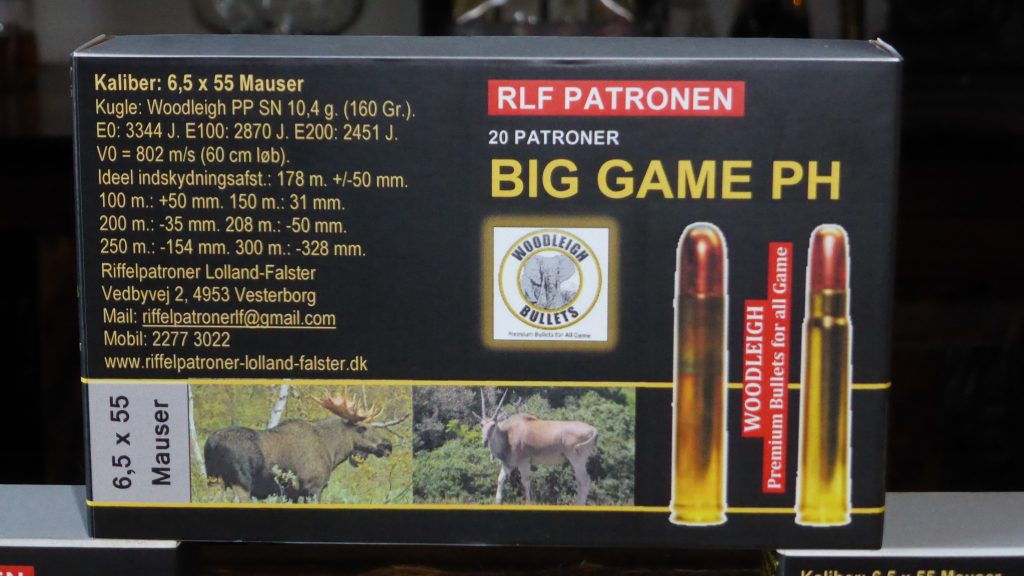 Kaliber: 6,5 x 55 Mauser
Kugle: Woodleigh PP SN 10,4 g. (160 Gr.).
E0: 3344 J. E100: 2870 J. E200: 2451 J.
V0 = 802 m/s (60 cm løb).
Ideel indskydningsafst.: 178 m. +/-50 mm.
100 m.: +50 mm. 150 m.: 31 mm.
200 m.: -35 mm. 208 m.: -50 mm.
250 m.: -154 mm. 300 m.: -328 mm.
Riffelpatroner Lolland-Falster
Vedbyvej 2, 4953 Vesterborg
Mail: riffelpatronerlf@gmail.com
Mobil: 2277 3022
www.riffelpatroner-lolland-falster.dk
6,5 x 55
Mauser
RLF PATRONEN
20 PATRONER
BIG GAME PH
WOODLEIGH
BULLETS
Premium Bullets for All Game
WOODLEIGH
Premium Bullets for all Game
EN
Kaliber: 6,5 x 55 Mauser